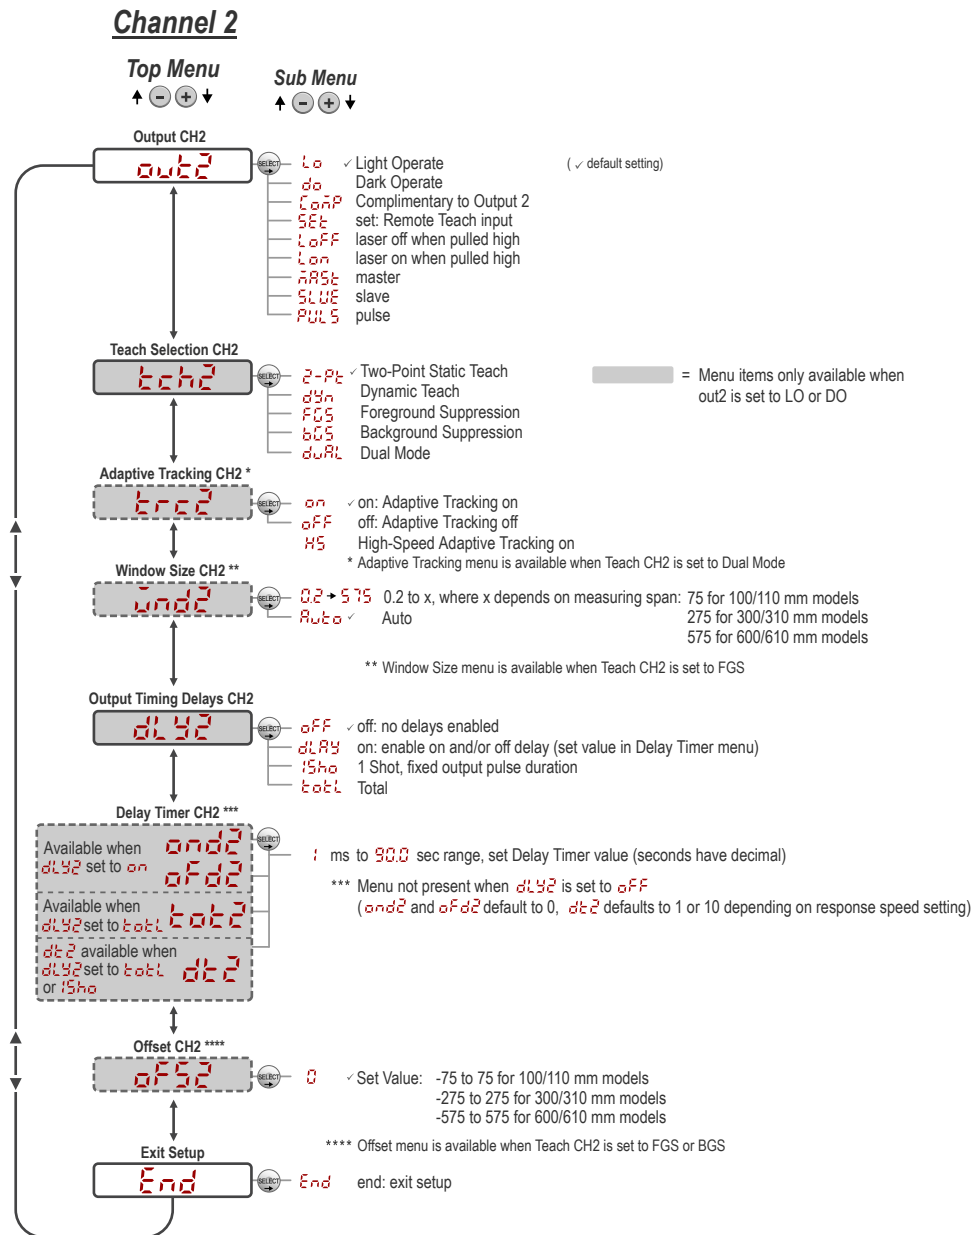 Channel 2
Top Menu
Sub Menu
- +
- +
Output CH2
out2
SELECT
Lo ✓ Light Operate
( ✓ default setting)
do Dark Operate
CoMP Complimentary to Output 2
SEt set: Remote Teach input
LoFF laser off when pulled high
Lon laser on when pulled high
MASt master
SLVE slave
PULS pulse
Teach Selection CH2
tch2
SELECT
2-Pt ✓ Two-Point Static Teach
dYn Dynamic Teach
FGS Foreground Suppression
bGS Background Suppression
duAL Dual Mode
= Menu items only available when
out2 is set to LO or DO
Adaptive Tracking CH2 *
trc2
SELECT
on ✓ on: Adaptive Tracking on
oFF off: Adaptive Tracking off
HS High-Speed Adaptive Tracking on
* Adaptive Tracking menu is available when Teach CH2 is set to Dual Mode
Window Size CH2 **
wnd2
SELECT
0.2 → 575 0.2 to x, where x depends on measuring span: 75 for 100/110 mm models
Auto ✓ Auto
275 for 300/310 mm models
575 for 600/610 mm models
** Window Size menu is available when Teach CH2 is set to FGS
Output Timing Delays CH2
dLY2
SELECT
oFF ✓ off: no delays enabled
dLAY on: enable on and/or off delay (set value in Delay Timer menu)
1Sho 1 Shot, fixed output pulse duration
totL Total
Delay Timer CH2 ***
Available when
dLY2 set to on
ond2
oFd2
SELECT
1 ms to 90.0 sec range, set Delay Timer value (seconds have decimal)
*** Menu not present when dLY2 is set to oFF
( ond2 and oFd2 default to 0, dt2 defaults to 1 or 10 depending on response speed setting)
Available when
dLY2 set to totL
tot2
dt2 available when
dLY2 set to totL
or 1Sho
dt2
Offset CH2 ****
oFS2
SELECT
0 ✓ Set Value: -75 to 75 for 100/110 mm models
-275 to 275 for 300/310 mm models
-575 to 575 for 600/610 mm models
**** Offset menu is available when Teach CH2 is set to FGS or BGS
Exit Setup
End
SELECT
End end: exit setup